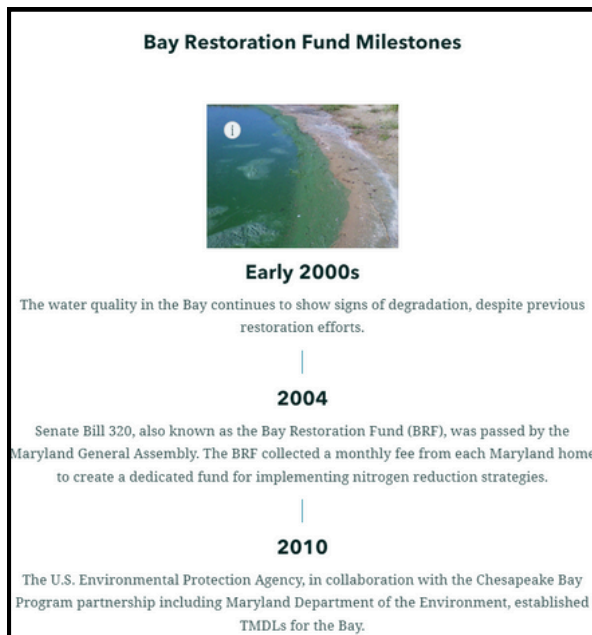 Bay Restoration Fund Milestones
i
Early 2000s
The water quality in the Bay continues to show signs of degradation, despite previous
restoration efforts.
2004
Senate Bill 320, also known as the Bay Restoration Fund (BRF), was passed by the
Maryland General Assembly. The BRF collected a monthly fee from each Maryland home
to create a dedicated fund for implementing nitrogen reduction strategies.
2010
The U.S. Environmental Protection Agency, in collaboration with the Chesapeake Bay
Program partnership including Maryland Department of the Environment, established
TMDLs for the Bay.